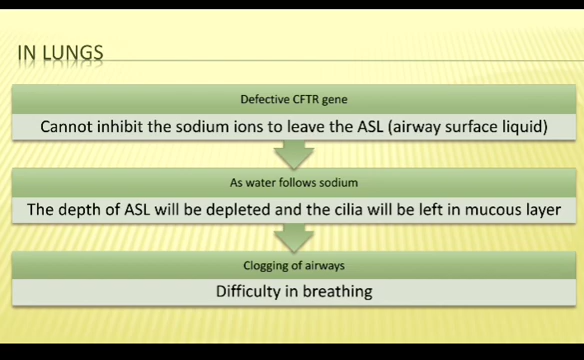 IN LUNGS
Defective CFTR gene
Cannot inhibit the sodium ions to leave the ASL (airway surface liquid)
As water follows sodium
The depth of ASL will be depleted and the cilia will be left in mucous layer
Clogging of airways
Difficulty in breathing